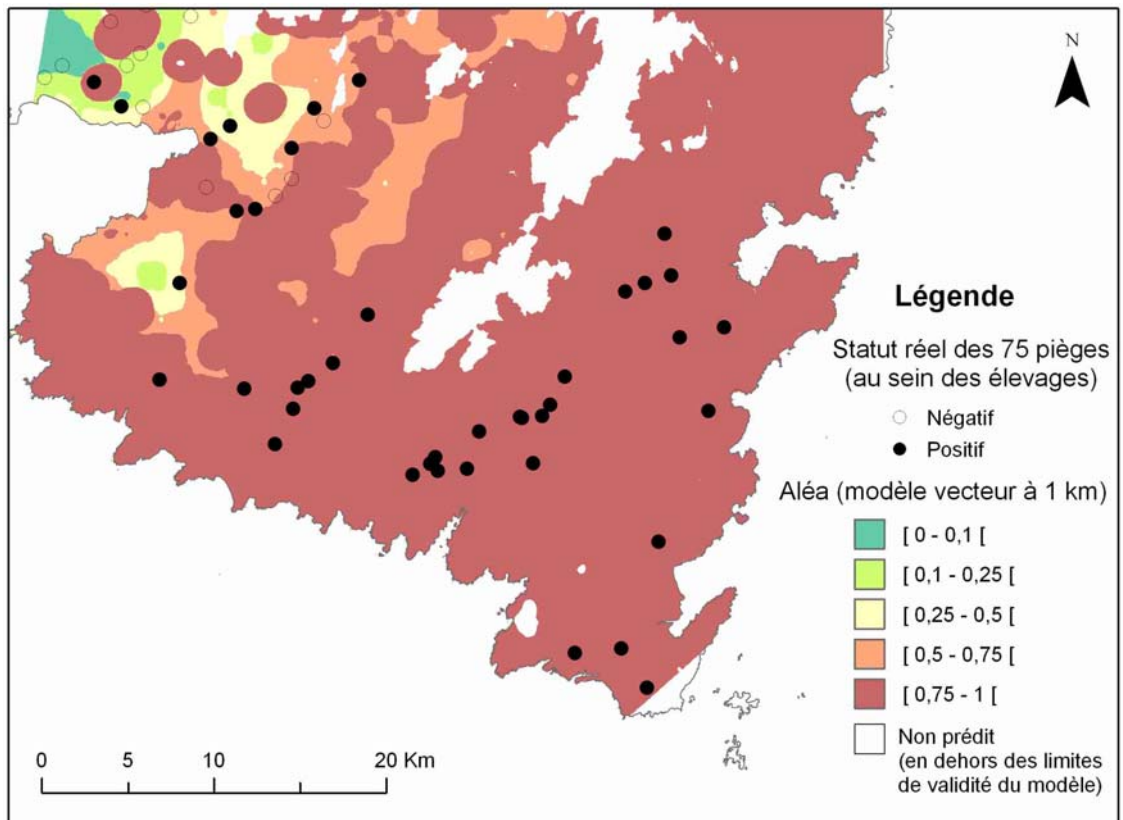 N
Légende
Statut réel des 75 pièges
(au sein des élevages)
Négatif
Positif
Aléa (modèle vecteur à 1 km)
[ 0 - 0,1 [
[ 0,1 - 0,25 [
[ 0,25 - 0,5 [
[ 0,5 - 0,75 [
[ 0,75 - 1 [
Non prédit
(en dehors des limites
de validité du modèle)
0 5 10 20 Km